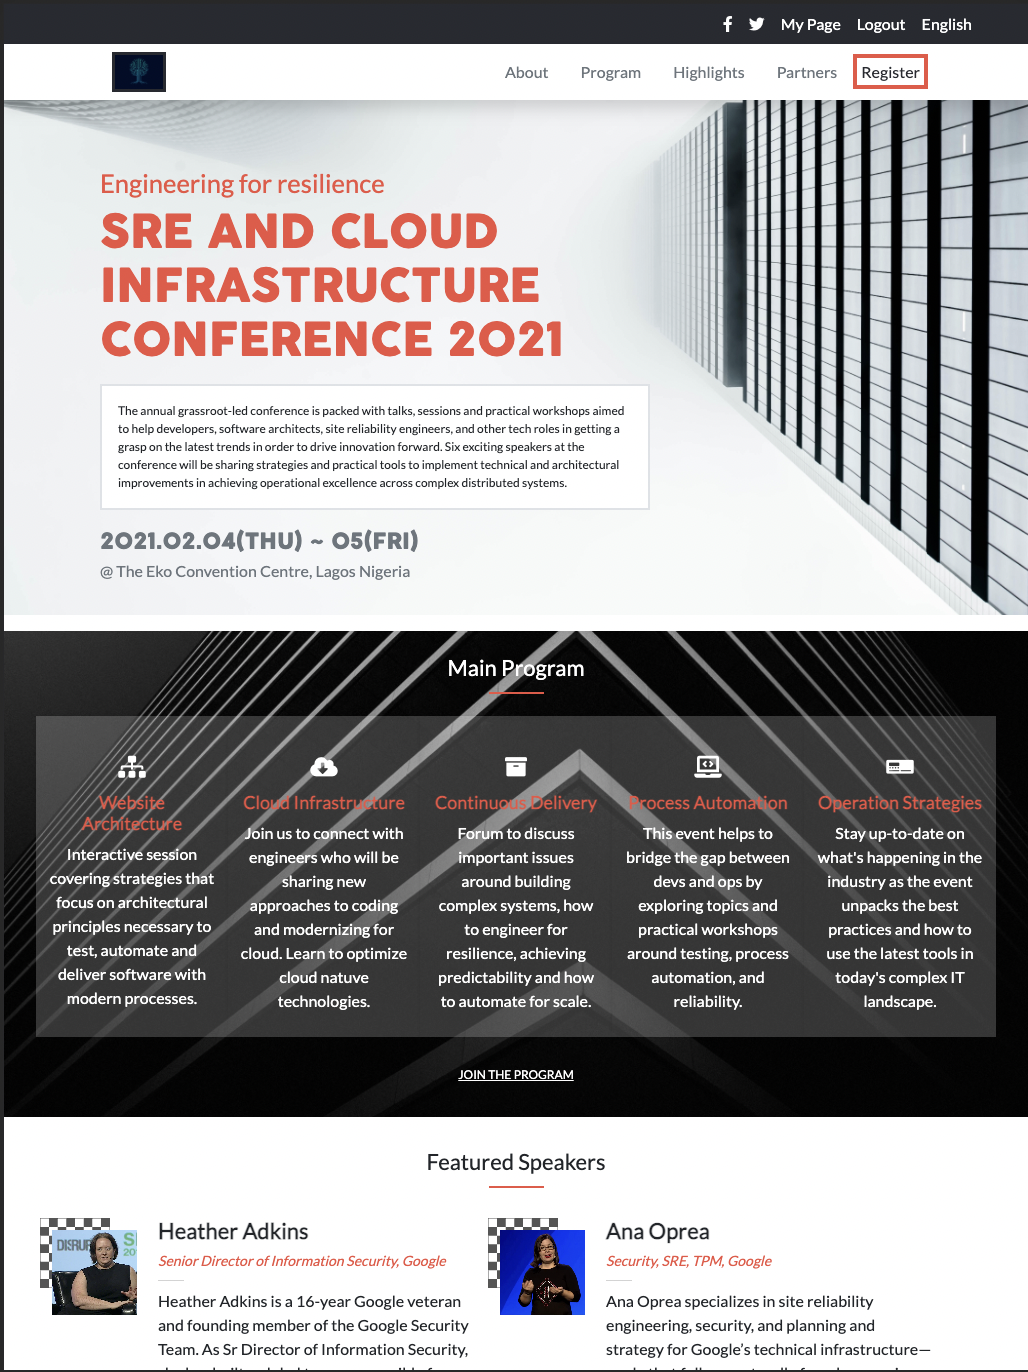 My Page Logout English
About Program Highlights Partners Register
Engineering for resilience
SRE AND CLOUD
INFRASTRUCTURE
CONFERENCE 2021
The annual grassroot-led conference is packed with talks, sessions and practical workshops aimed
to help developers, software architects, site reliability engineers, and other tech roles in getting a
grasp on the latest trends in order to drive innovation forward. Six exciting speakers at the
conference will be sharing strategies and practical tools to implement technical and architectural
improvements in achieving operational excellence across complex distributed systems.
2021.02.04(THU) ~ 05(FRI)
@ The Eko Convention Centre, Lagos Nigeria
Main Program
Website
Architecture
Interactive session
covering strategies that
focus on architectural
principles necessary to
test, automate and
deliver software with
modern processes.
Cloud Infrastructure
Join us to connect with
engineers who will be
sharing new
approaches to coding
and modernizing for
cloud. Learn to optimize
cloud natuve
technologies.
Continuous Delivery
Forum to discuss
important issues
around building
complex systems, how
to engineer for
resilience, achieving
predictability and how
to automate for scale.
Process Automation
This event helps to
bridge the gap between
devs and ops by
exploring topics and
practical workshops
around testing, process
automation, and
reliability.
Operation Strategies
Stay up-to-date on
what's happening in the
industry as the event
unpacks the best
practices and how to
use the latest tools in
today's complex IT
landscape.
JOIN THE PROGRAM
Featured Speakers
Heather Adkins
Senior Director of Information Security, Google
Heather Adkins is a 16-year Google veteran
and founding member of the Google Security
Team. As Sr Director of Information Security,
Ana Oprea
Security, SRE, TPM, Google
Ana Oprea specializes in site reliability
engineering, security, and planning and
strategy for Google's technical infrastructure—